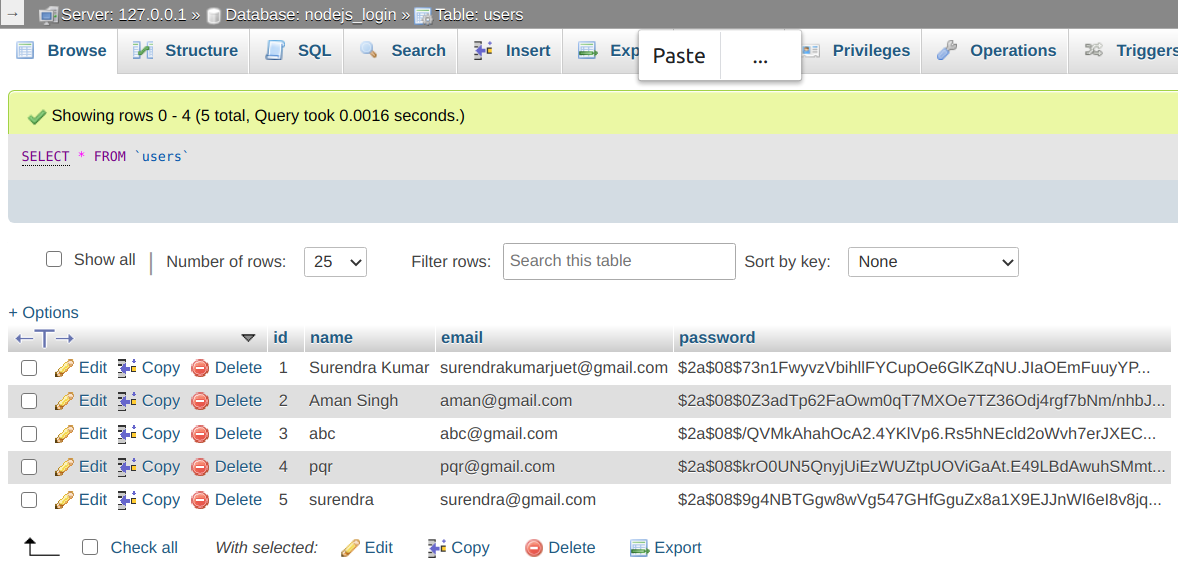 Server: 127.0.0.1 » Database: nodejs_login » Table: users
Browse Structure SQL Search Insert Exp Privileges Operations Triggers
Paste ...
Showing rows 0 - 4 (5 total, Query took 0.0016 seconds.)
SELECT * FROM `users`
Show all | Number of rows: 25 Filter rows: Search this table Sort by key: None
+ Options
←T→ id name email password
Edit Copy Delete 1 Surendra Kumar surendrakumarjuet@gmail.com $2a$08$73n1FwyvzVbihllFYCupOe6GlKZqNU.JIaOEmFuuyYP...
Edit Copy Delete 2 Aman Singh aman@gmail.com $2a$08$0Z3adTp62FaOwm0qT7MXOe7TZ36Odj4rgf7bNm/nhbJ...
Edit Copy Delete 3 abc abc@gmail.com $2a$08$/QVMkAhahOcA2.4YKlVp6.Rs5hNEcld2oWvh7erJXEC...
Edit Copy Delete 4 pqr pqr@gmail.com $2a$08$krO0UN5QnyjUiEzWUZtpUOViGaAt.E49LBdAwuhSMmt...
Edit Copy Delete 5 surendra surendra@gmail.com $2a$08$9g4NBTGgw8wVg547GHfGguZx8a1X9EJJnWI6eI8v8jq...
Check all With selected: Edit Copy Delete Export